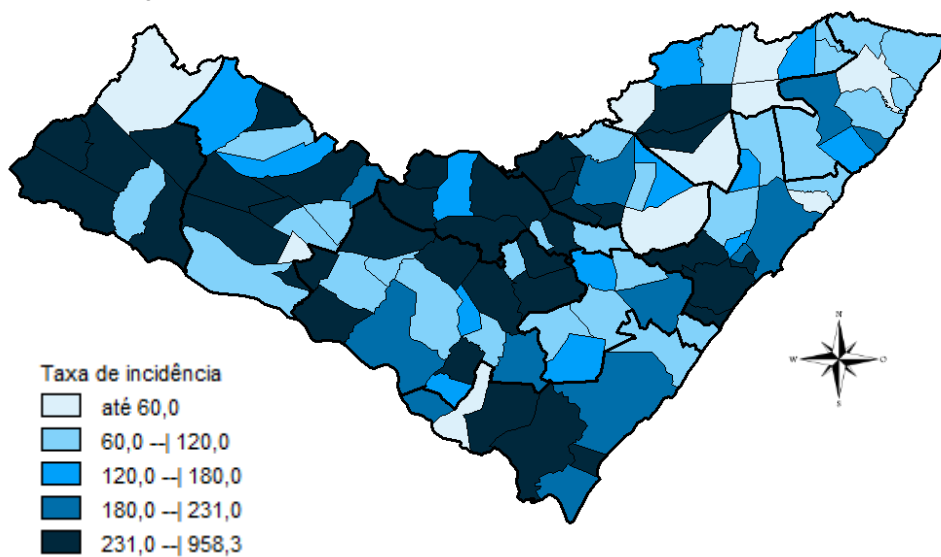 N
W
O
S
Taxa de incidência
até 60,0
60,0 --| 120,0
120,0 --| 180,0
180,0 --| 231,0
231,0 --| 958,3